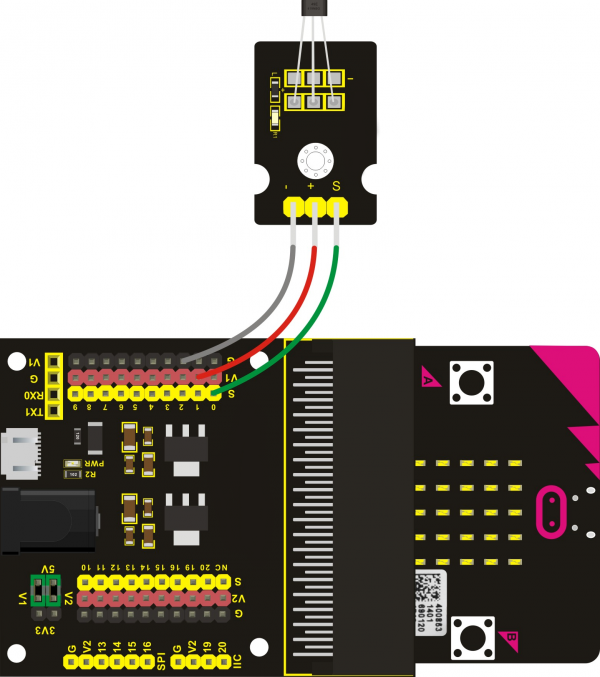 - + S
V1 G
G V1
RX0 S
TX1 9 8 7 6 5 4 3 2 1 0
A
PWR
R2
5V 10 11 12 13 14 15 16 19 20 NC
S
V1 V2 V2
G
3V3
G V2 13 14 15 16 SPI G V2 19 20 IIC
400863
1401
690120
B